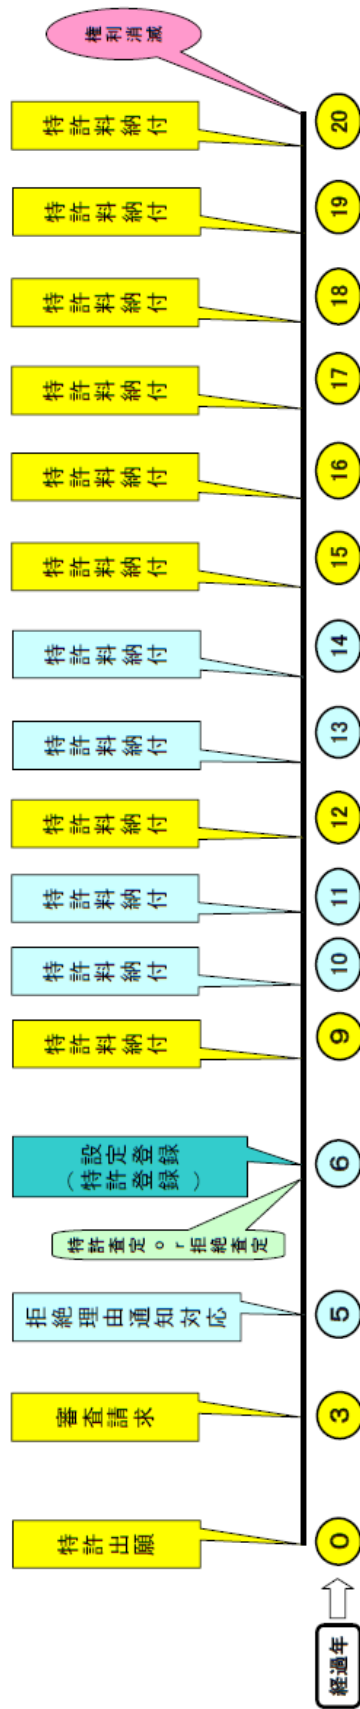 特許出願
審査請求
拒絶理由通知対応
特許査定or拒絶査定
設定登録
(特許登録)
特許料納付
特許料納付
特許料納付
特許料納付
特許料納付
特許料納付
特許料納付
特許料納付
特許料納付
特許料納付
特許料納付
特許料納付
権利消滅
経過年
0
3
5
6
9
10
11
12
13
14
15
16
17
18
19
20